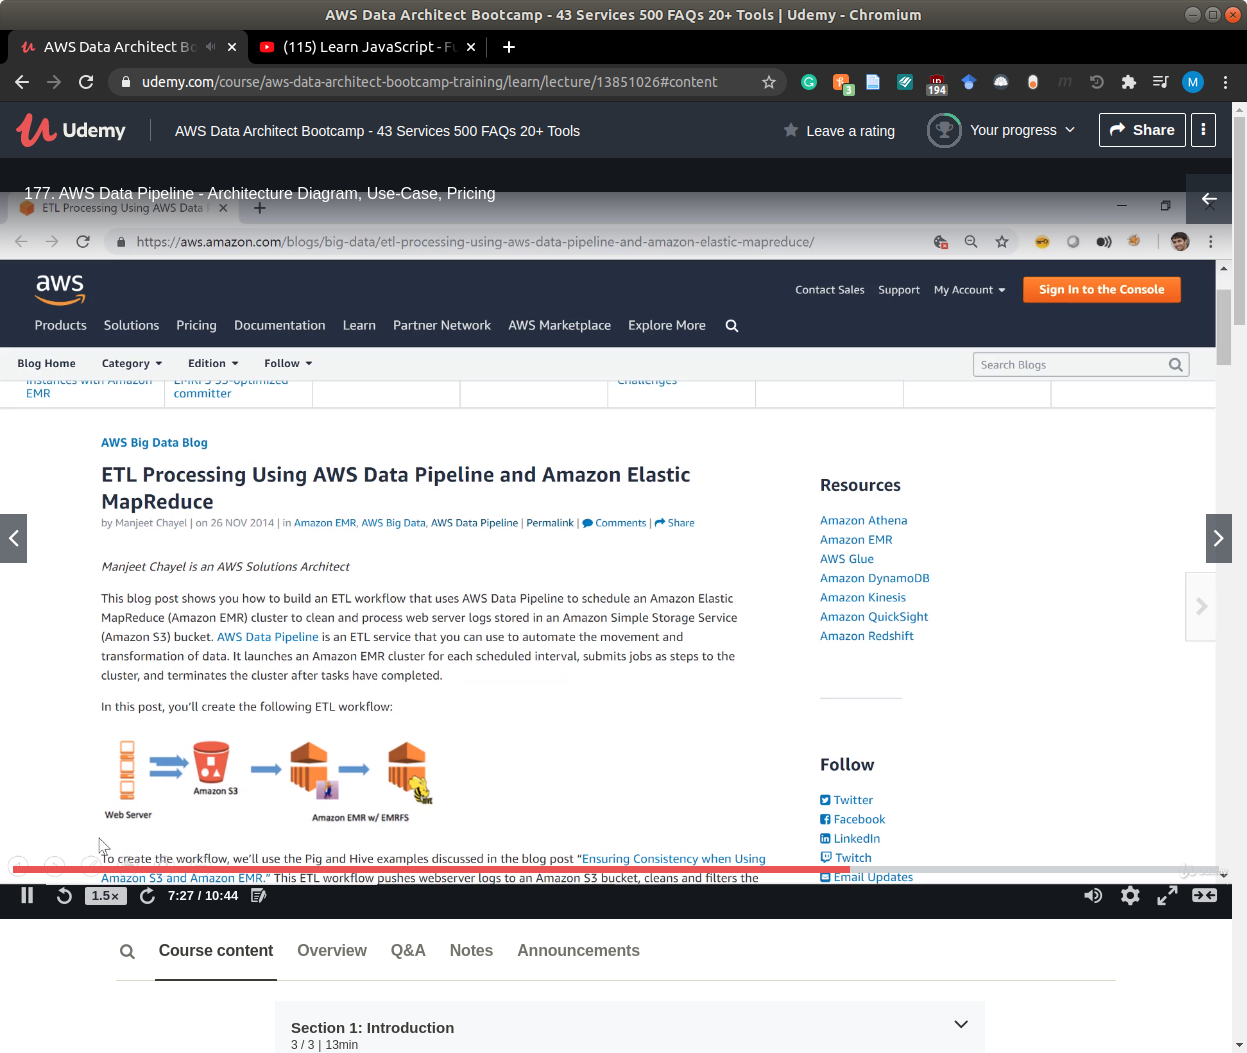 AWS Data Architect Bootcamp - 43 Services 500 FAQs 20+ Tools | Udemy - Chromium
AWS Data Architect Bo
(115) Learn JavaScript - Fu
udemy.com/course/aws-data-architect-bootcamp-training/learn/lecture/13851026#content
3
194
M
Udemy
AWS Data Architect Bootcamp - 43 Services 500 FAQs 20+ Tools
Leave a rating
Your progress
Share
177. AWS Data Pipeline - Architecture Diagram, Use-Case, Pricing
ETL Processing Using AWS Data
https://aws.amazon.com/blogs/big-data/etl-processing-using-aws-data-pipeline-and-amazon-elastic-mapreduce/
aws
Contact Sales Support My Account Sign In to the Console
Products Solutions Pricing Documentation Learn Partner Network AWS Marketplace Explore More
Blog Home Category Edition Follow
Search Blogs
instances with Amazon
EMR
EMRFS S3-optimized
committer
Challenges
AWS Big Data Blog
ETL Processing Using AWS Data Pipeline and Amazon Elastic
MapReduce
by Manjeet Chayel | on 26 NOV 2014 | in Amazon EMR, AWS Big Data, AWS Data Pipeline | Permalink | Comments | Share
Manjeet Chayel is an AWS Solutions Architect
This blog post shows you how to build an ETL workflow that uses AWS Data Pipeline to schedule an Amazon Elastic
MapReduce (Amazon EMR) cluster to clean and process web server logs stored in an Amazon Simple Storage Service
(Amazon S3) bucket. AWS Data Pipeline is an ETL service that you can use to automate the movement and
transformation of data. It launches an Amazon EMR cluster for each scheduled interval, submits jobs as steps to the
cluster, and terminates the cluster after tasks have completed.
In this post, you'll create the following ETL workflow:
Web Server
Amazon S3
Amazon EMR w/ EMRFS
HIVE
To create the workflow, we'll use the Pig and Hive examples discussed in the blog post “Ensuring Consistency when Using
Amazon S3 and Amazon EMR.” This ETL workflow pushes webserver logs to an Amazon S3 bucket, cleans and filters the
Resources
Amazon Athena
Amazon EMR
AWS Glue
Amazon DynamoDB
Amazon Kinesis
Amazon QuickSight
Amazon Redshift
Follow
Twitter
Facebook
LinkedIn
Twitch
Email Updates
1.5×
7:27 / 10:44
Course content Overview Q&A Notes Announcements
Section 1: Introduction
3 / 3 | 13min